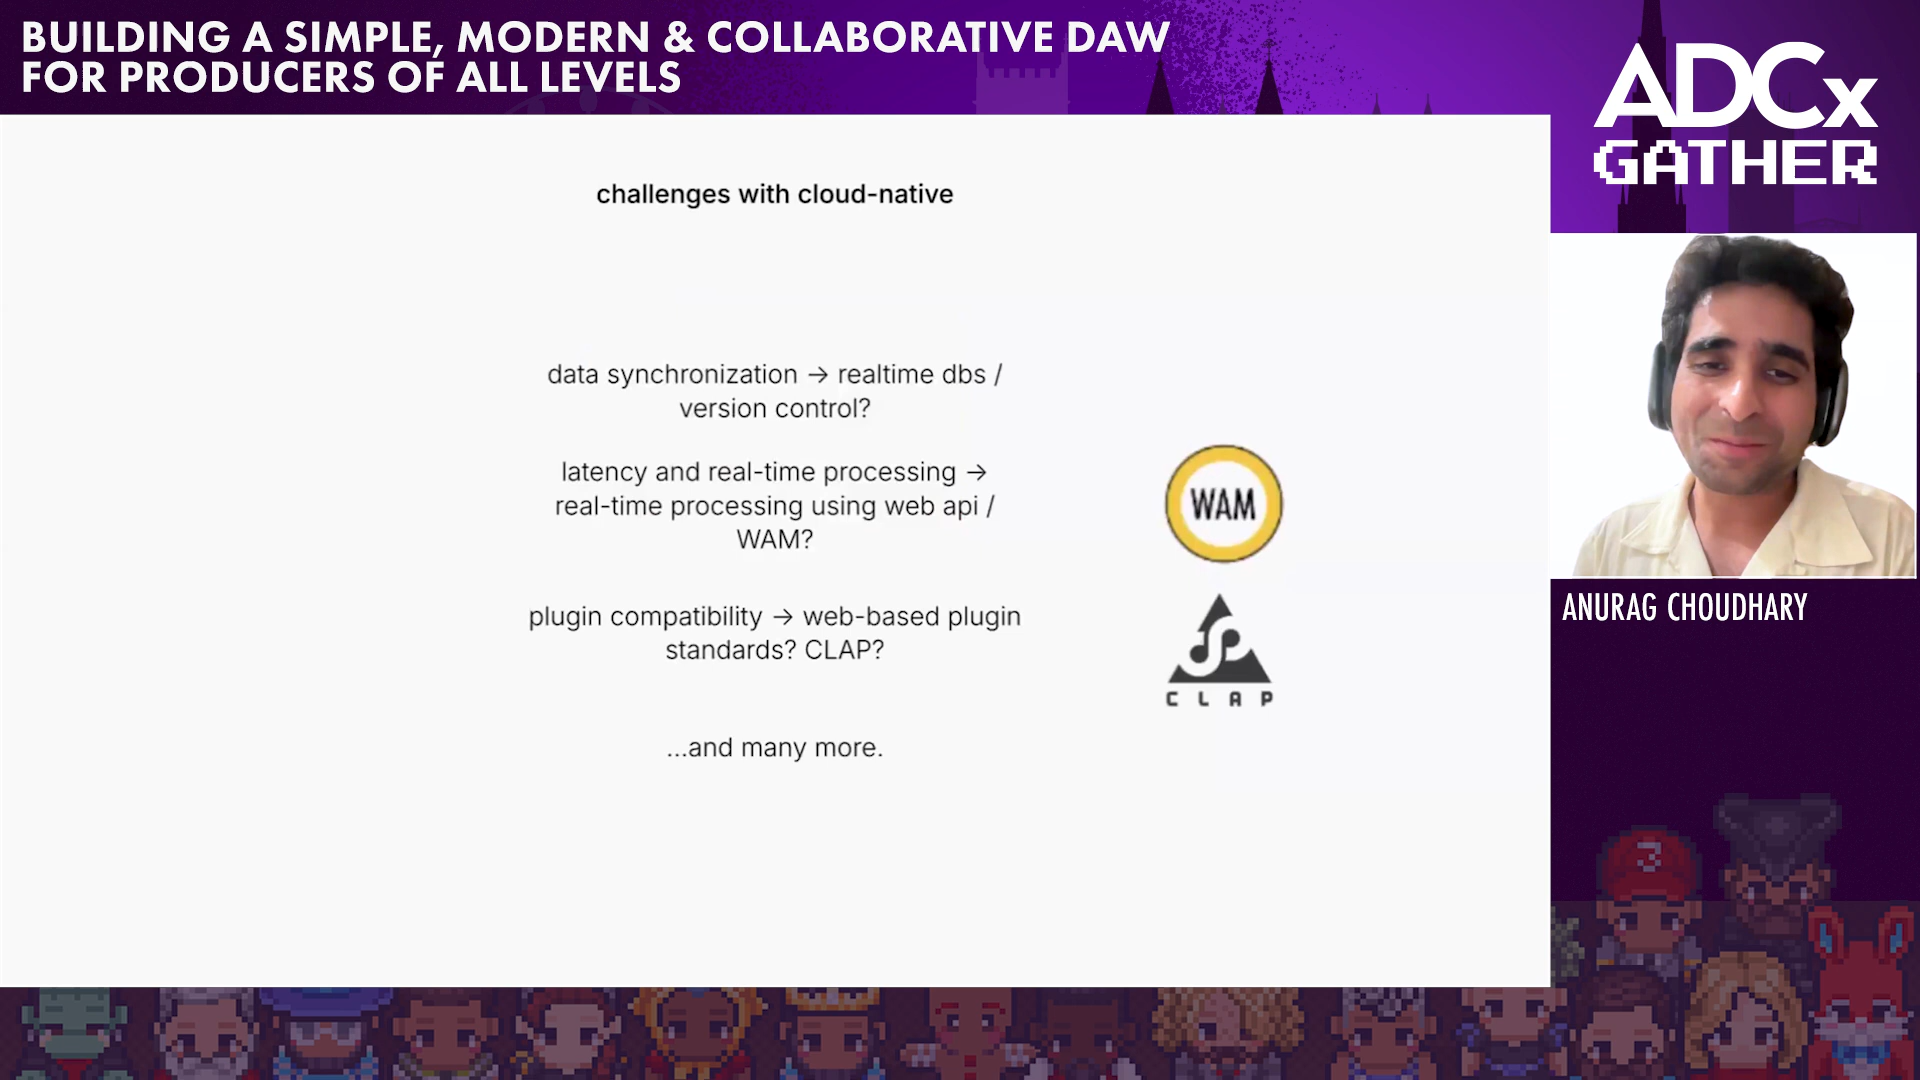 BUILDING A SIMPLE, MODERN & COLLABORATIVE DAW
FOR PRODUCERS OF ALL LEVELS
ADCx
GATHER
challenges with cloud-native
data synchronization → realtime dbs /
version control?
latency and real-time processing →
real-time processing using web api /
WAM?
WAM
plugin compatibility → web-based plugin
standards? CLAP?
CLAP
...and many more.
ANURAG CHOUDHARY
3